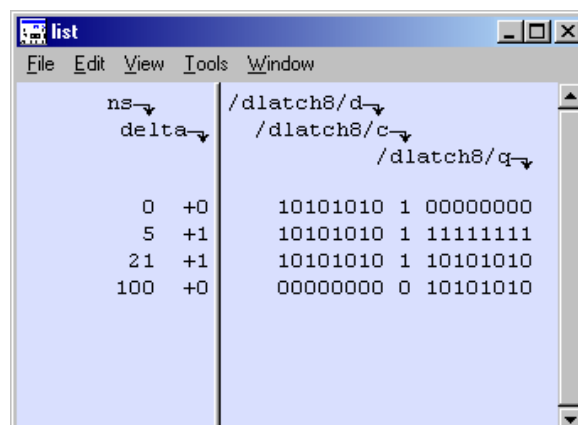 list
File Edit View Tools Window
ns /dlatch8/d
delta /dlatch8/c
/dlatch8/q
0 +0 10101010 1 00000000
5 +1 10101010 1 11111111
21 +1 10101010 1 10101010
100 +0 00000000 0 10101010